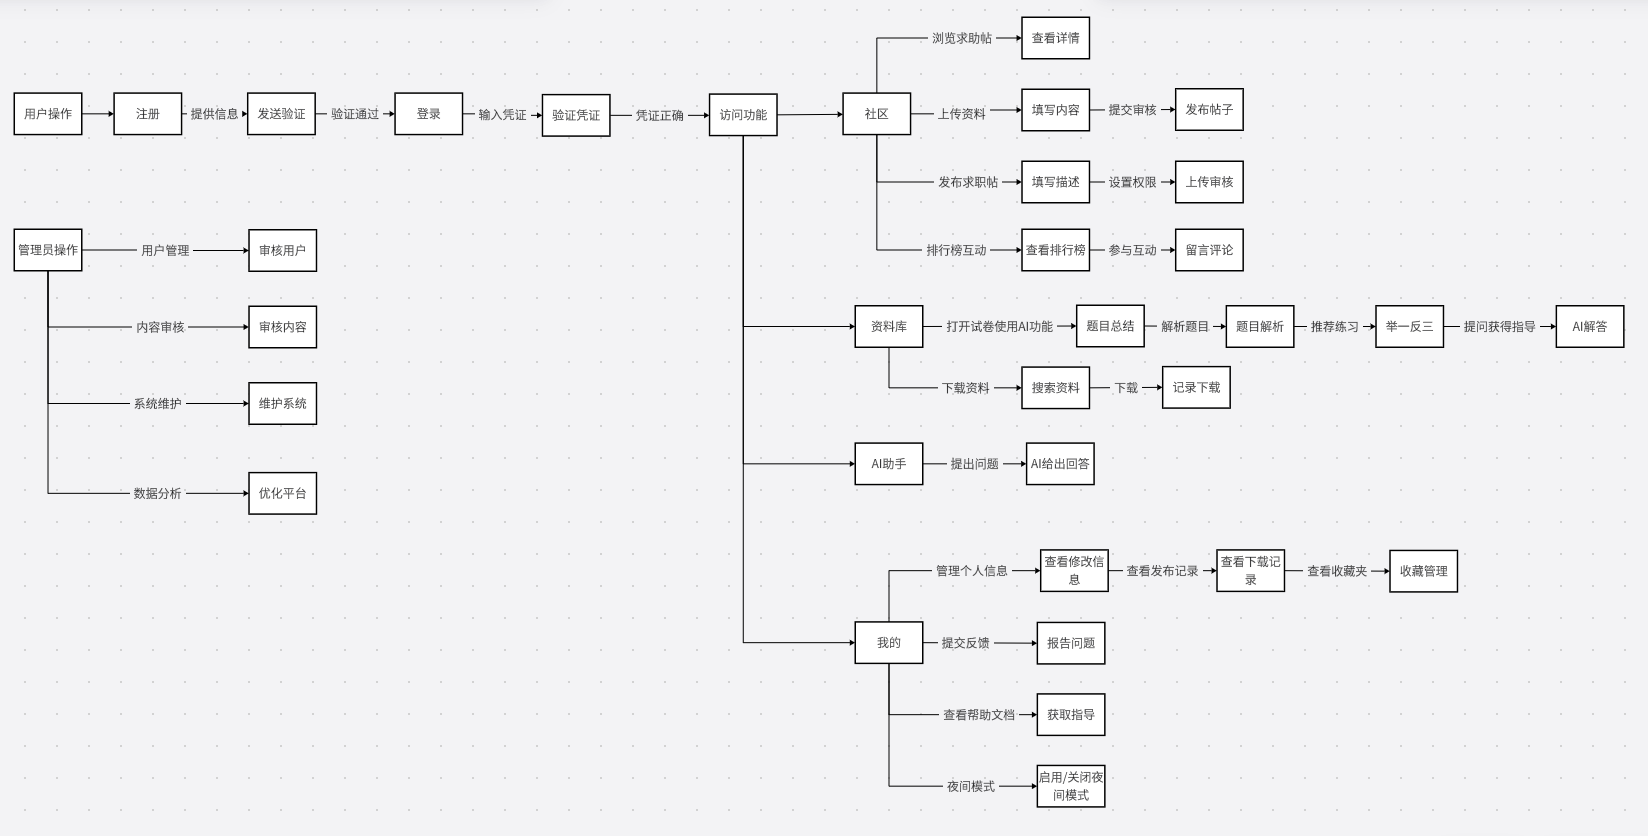 浏览求助帖
查看详情
用户操作
注册
提供信息
发送验证
验证通过
登录
输入凭证
验证凭证
凭证正确
访问功能
社区
上传资料
填写内容
提交审核
发布帖子
发布求职帖
填写描述
设置权限
上传审核
排行榜互动
查看排行榜
参与互动
留言评论
管理员操作
用户管理
审核用户
内容审核
审核内容
系统维护
维护系统
数据分析
优化平台
资料库
打开试卷使用AI功能
题目总结
解析题目
题目解析
推荐练习
举一反三
提问获得指导
AI解答
下载资料
搜索资料
下载
记录下载
AI助手
提出问题
AI给出回答
管理个人信息
查看修改信
息
查看发布记录
查看下载记
录
查看收藏夹
收藏管理
我的
提交反馈
报告问题
查看帮助文档
获取指导
夜间模式
启用/关闭夜
间模式